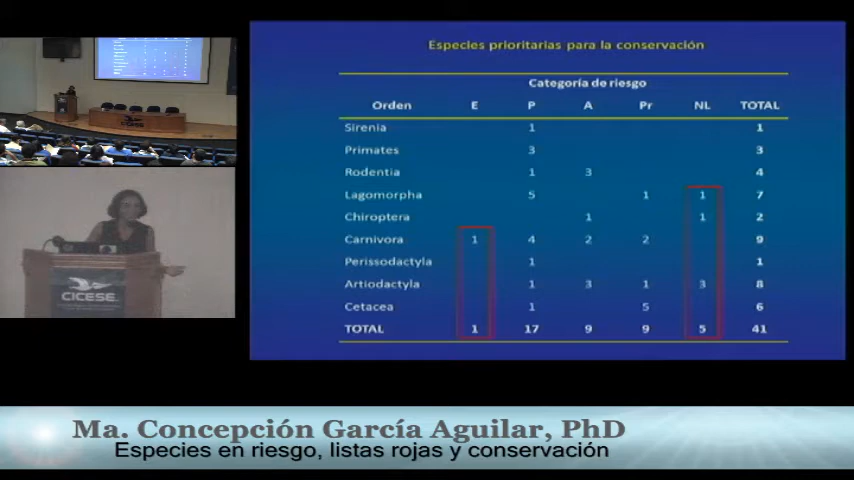 Especies prioritarias para la conservación
Categoría de riesgo
Orden E P A Pr NL TOTAL
Sirenia 1 1
Primates 3 3
Rodentia 1 3 4
Lagomorpha 5 1 1 7
Chiroptera 1 1 2
Carnivora 1 4 2 2 9
Perissodactyla 1 1
Artiodactyla 1 3 1 3 8
Cetacea 1 5 6
TOTAL 1 17 9 9 5 41
CICESE
Ma. Concepción García Aguilar, PhD
Especies en riesgo, listas rojas y conservación